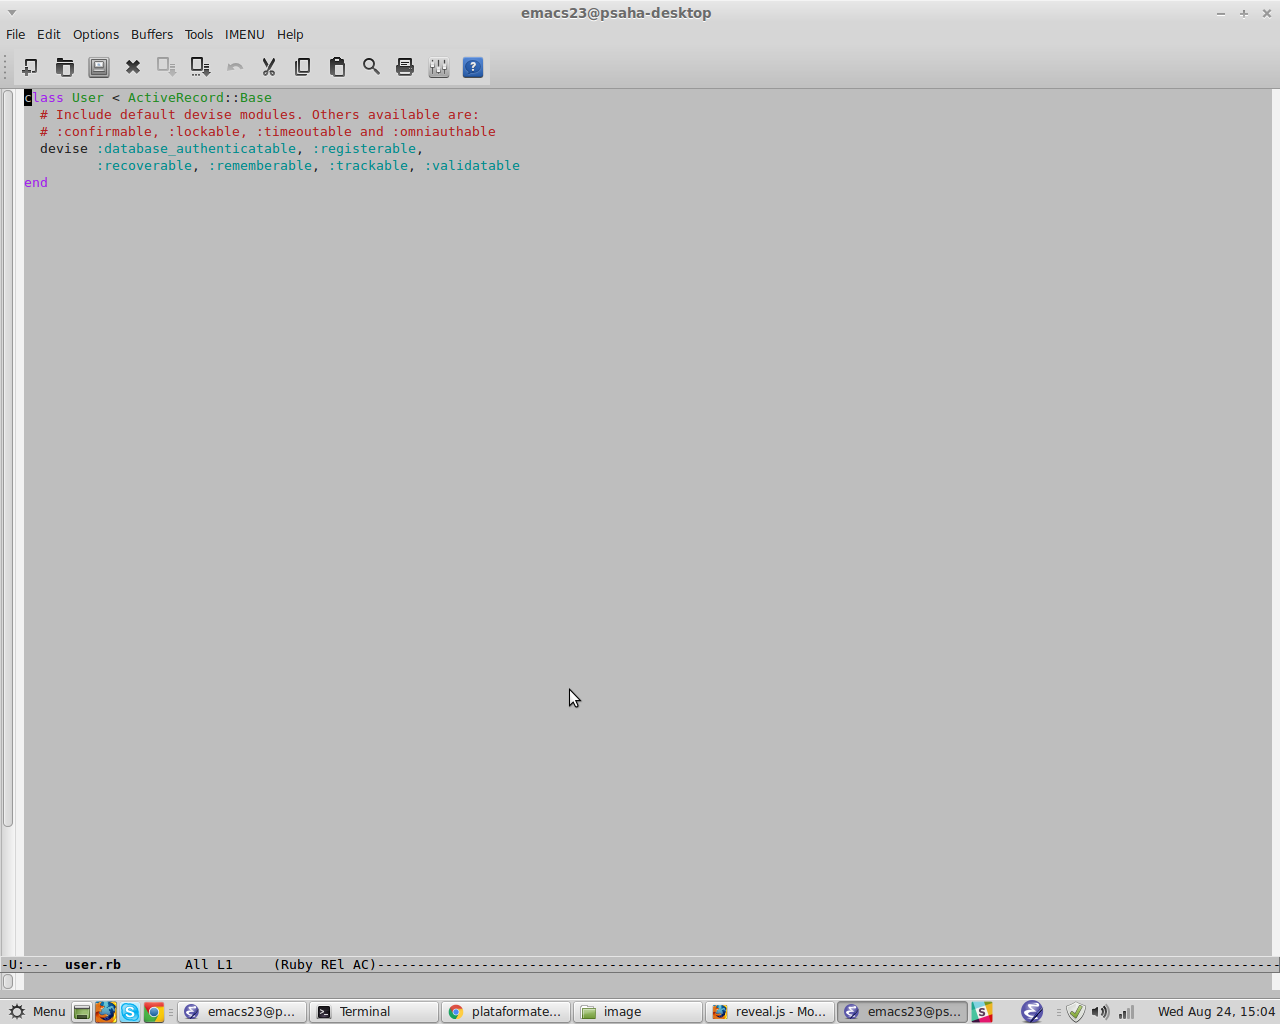 emacs23@psaha-desktop
File Edit Options Buffers Tools IMENU Help
class User < ActiveRecord::Base
  # Include default devise modules. Others available are:
  # :confirmable, :lockable, :timeoutable and :omniauthable
  devise :database_authenticatable, :registerable,
         :recoverable, :rememberable, :trackable, :validatable
end
-U:---  user.rb        All L1     (Ruby REl AC)----------------------------------------------------------------------------------------------------------------
Menu emacs23@p... Terminal plataformate... image reveal.js - Mo... emacs23@ps... Wed Aug 24, 15:04